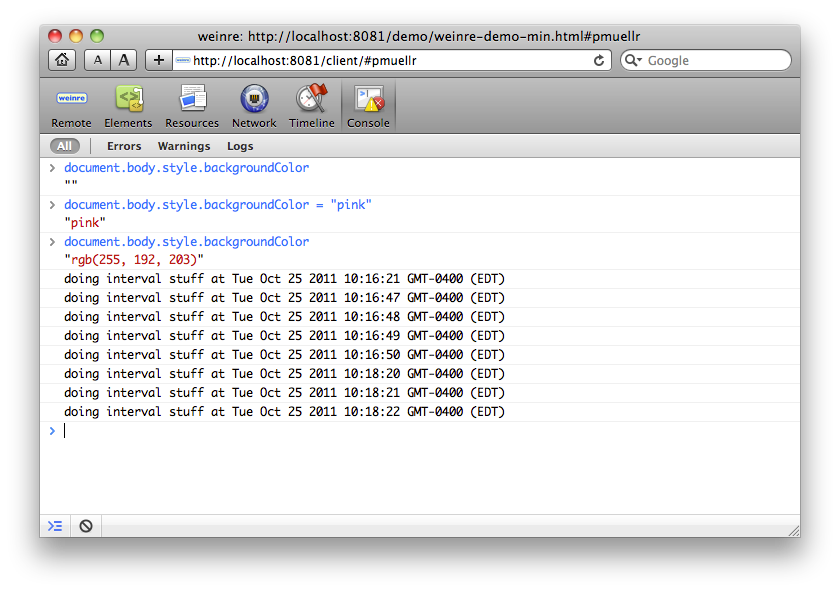 weinre: http://localhost:8081/demo/weinre-demo-min.html#pmuellr
A A + http://localhost:8081/client/#pmuellr Google
weinre
Remote Elements Resources Network Timeline Console
All Errors Warnings Logs
> document.body.style.backgroundColor
""
> document.body.style.backgroundColor = "pink"
"pink"
> document.body.style.backgroundColor
"rgb(255, 192, 203)"
doing interval stuff at Tue Oct 25 2011 10:16:21 GMT-0400 (EDT)
doing interval stuff at Tue Oct 25 2011 10:16:47 GMT-0400 (EDT)
doing interval stuff at Tue Oct 25 2011 10:16:48 GMT-0400 (EDT)
doing interval stuff at Tue Oct 25 2011 10:16:49 GMT-0400 (EDT)
doing interval stuff at Tue Oct 25 2011 10:16:50 GMT-0400 (EDT)
doing interval stuff at Tue Oct 25 2011 10:18:20 GMT-0400 (EDT)
doing interval stuff at Tue Oct 25 2011 10:18:21 GMT-0400 (EDT)
doing interval stuff at Tue Oct 25 2011 10:18:22 GMT-0400 (EDT)
>